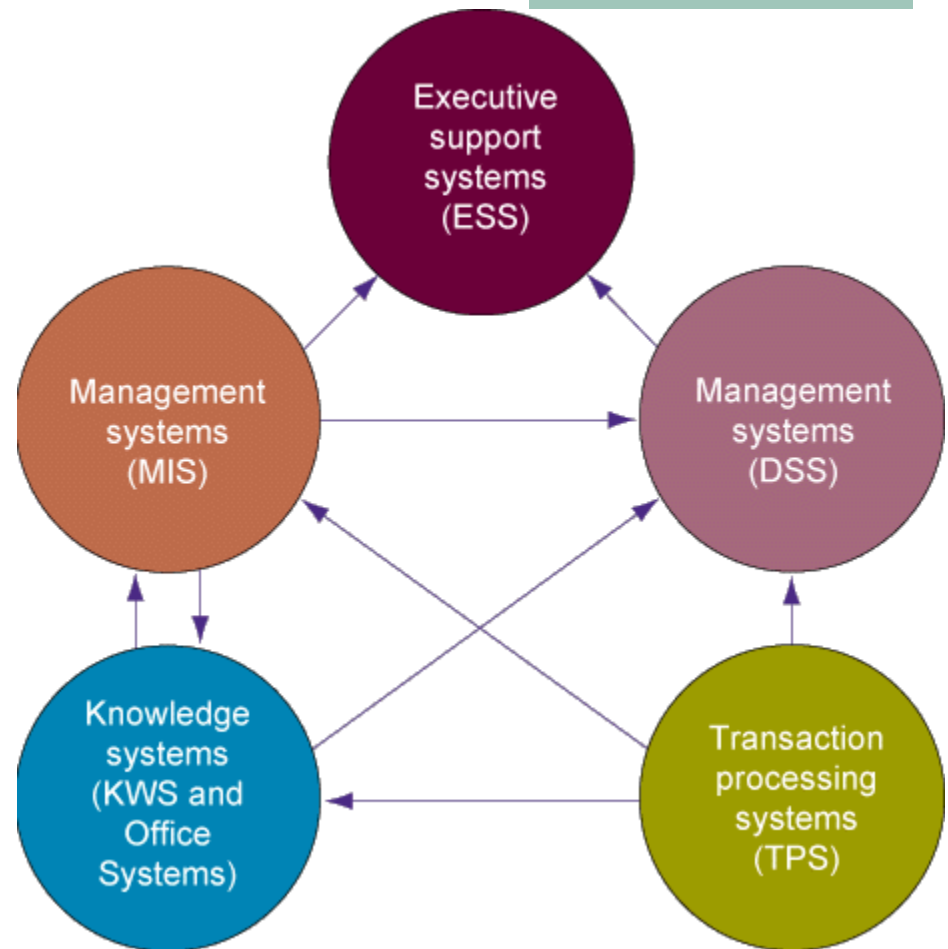 Executive
support
systems
(ESS)
Management
systems
(MIS)
Management
systems
(DSS)
Knowledge
systems
(KWS and
Office
Systems)
Transaction
processing
systems
(TPS)